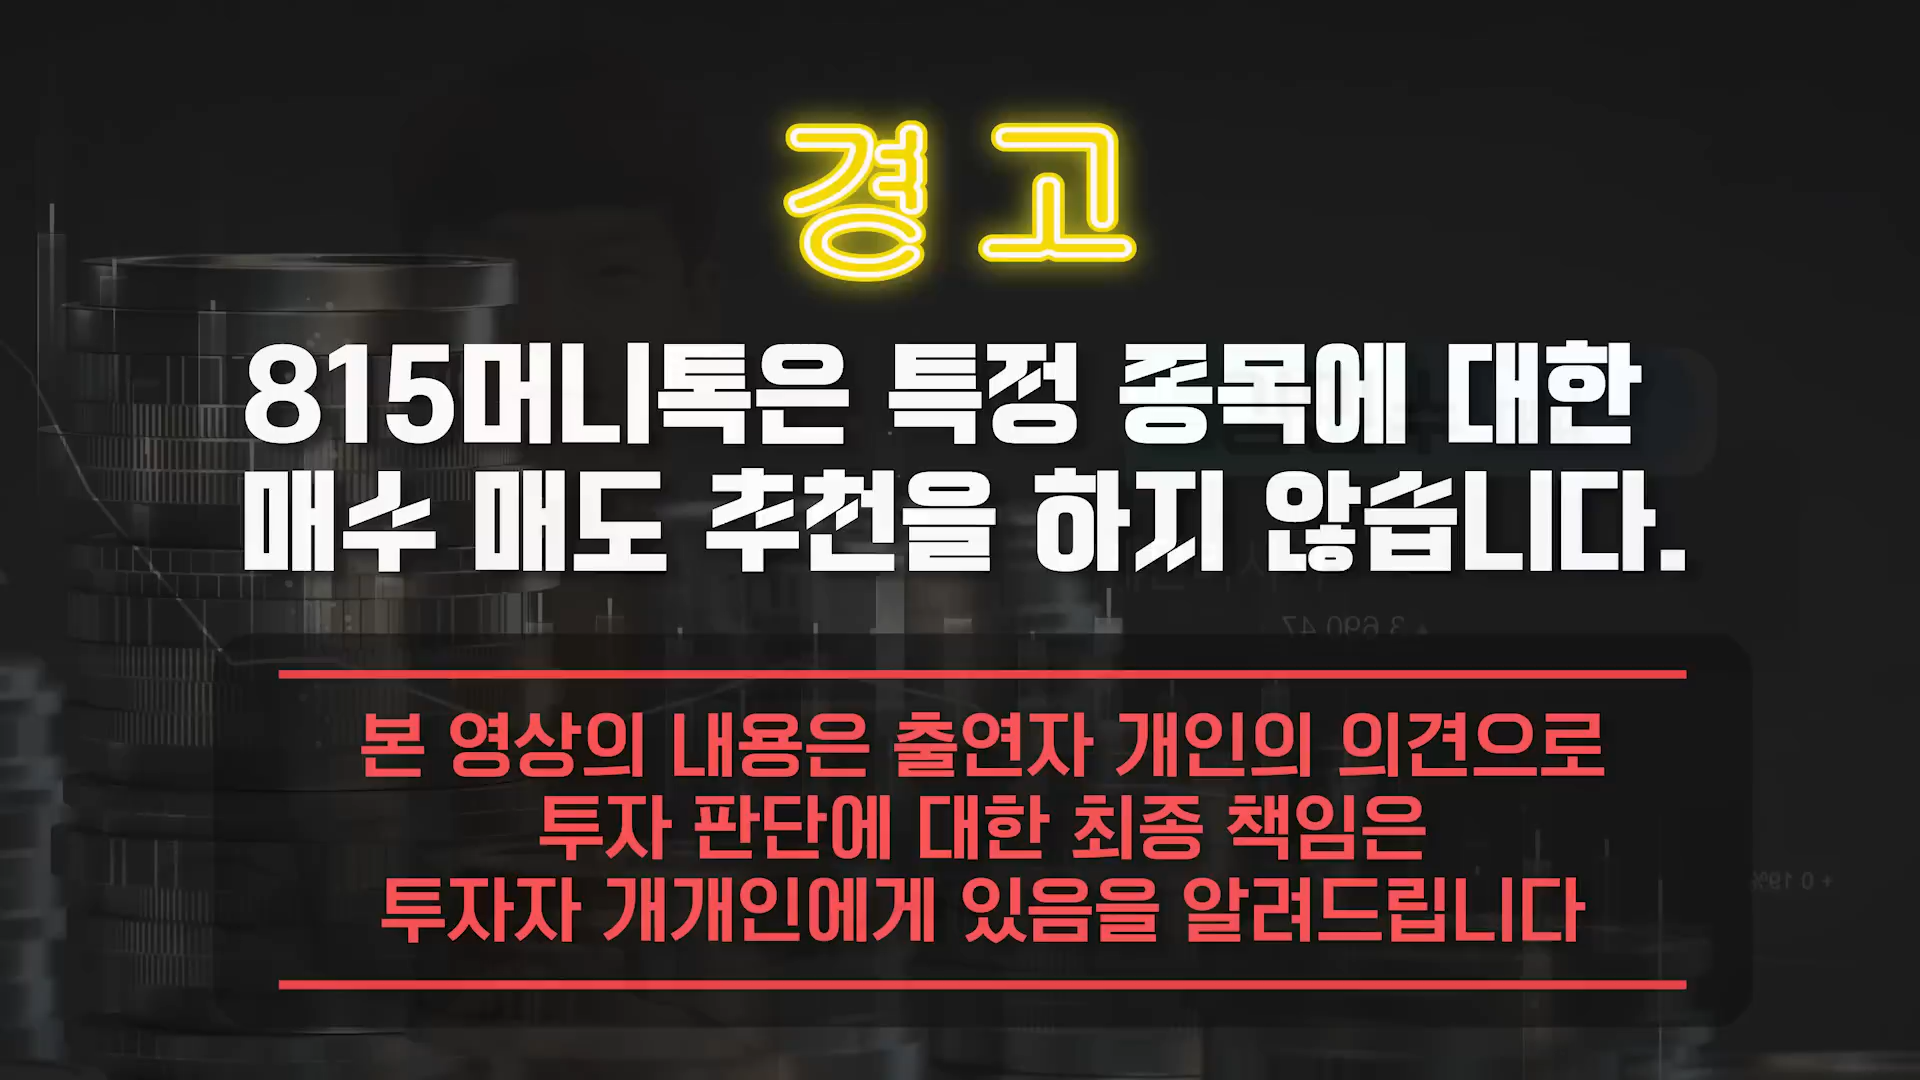 경고
815머니톡은 특정 종목에 대한
매수 매도 추천을 하지 않습니다.
본 영상의 내용은 출연자 개인의 의견으로
투자 판단에 대한 최종 책임은
투자자 개개인에게 있음을 알려드립니다